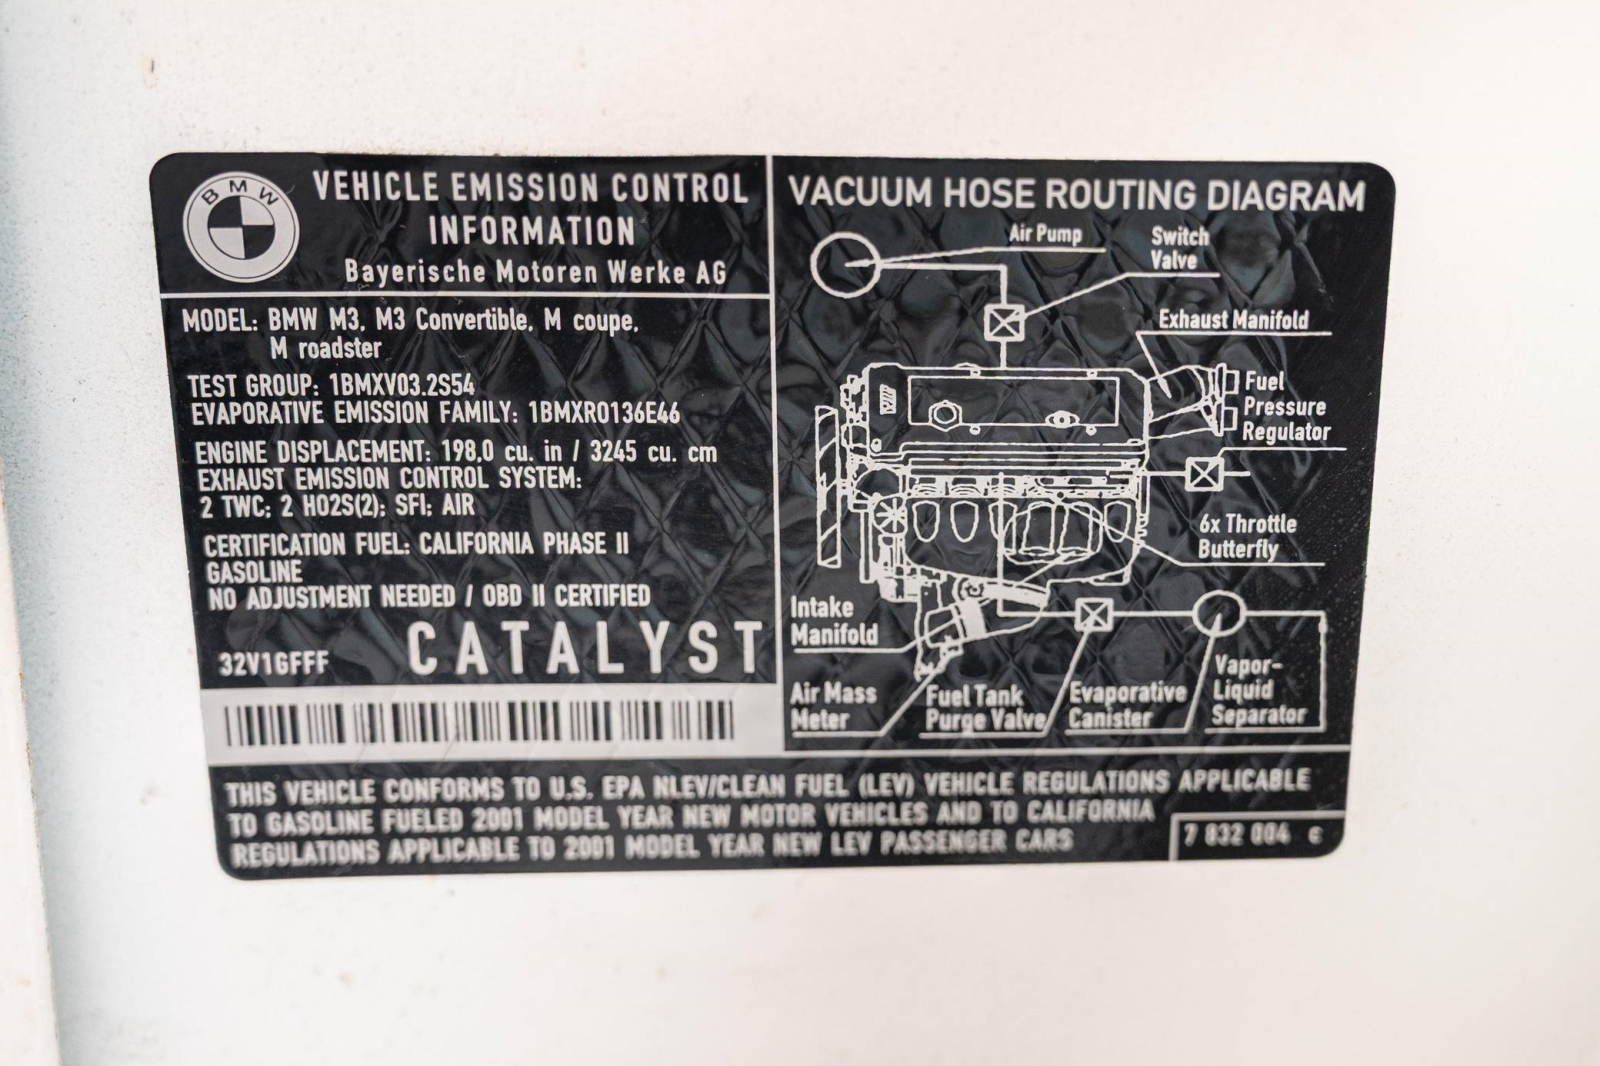 BMW
VEHICLE EMISSION CONTROL
INFORMATION
Bayerische Motoren Werke AG
MODEL: BMW M3, M3 Convertible, M coupe,
M roadster
TEST GROUP: 1BMXV03.2S54
EVAPORATIVE EMISSION FAMILY: 1BMXR0136E46
ENGINE DISPLACEMENT: 198,0 cu. in / 3245 cu. cm
EXHAUST EMISSION CONTROL SYSTEM:
2 TWC; 2 HO2S(2); SFI; AIR
CERTIFICATION FUEL: CALIFORNIA PHASE II
GASOLINE
NO ADJUSTMENT NEEDED / OBD II CERTIFIED
32V1GFFF CATALYST
VACUUM HOSE ROUTING DIAGRAM
Air Pump
Switch
Valve
Exhaust Manifold
Fuel
Pressure
Regulator
6x Throttle
Butterfly
Intake
Manifold
Air Mass
Meter
Fuel Tank
Purge Valve
Evaporative
Canister
Vapor-
Liquid
Separator
THIS VEHICLE CONFORMS TO U.S. EPA NLEV/CLEAN FUEL (LEV) VEHICLE REGULATIONS APPLICABLE
TO GASOLINE FUELED 2001 MODEL YEAR NEW MOTOR VEHICLES AND TO CALIFORNIA
REGULATIONS APPLICABLE TO 2001 MODEL YEAR NEW LEV PASSENGER CARS
7 832 004